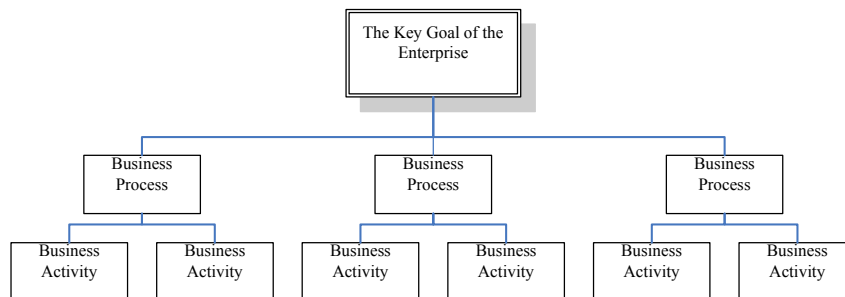 The Key Goal of the
Enterprise
Business
Process
Business
Process
Business
Process
Business
Activity
Business
Activity
Business
Activity
Business
Activity
Business
Activity
Business
Activity